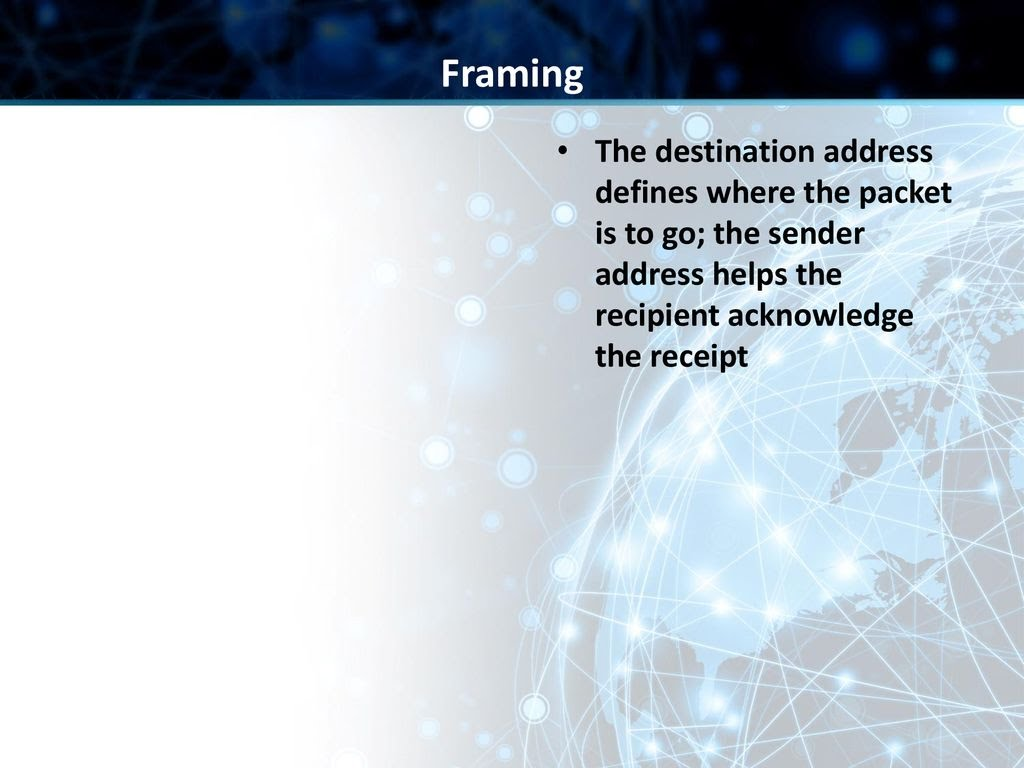 Framing
• The destination address
defines where the packet
is to go; the sender
address helps the
recipient acknowledge
the receipt